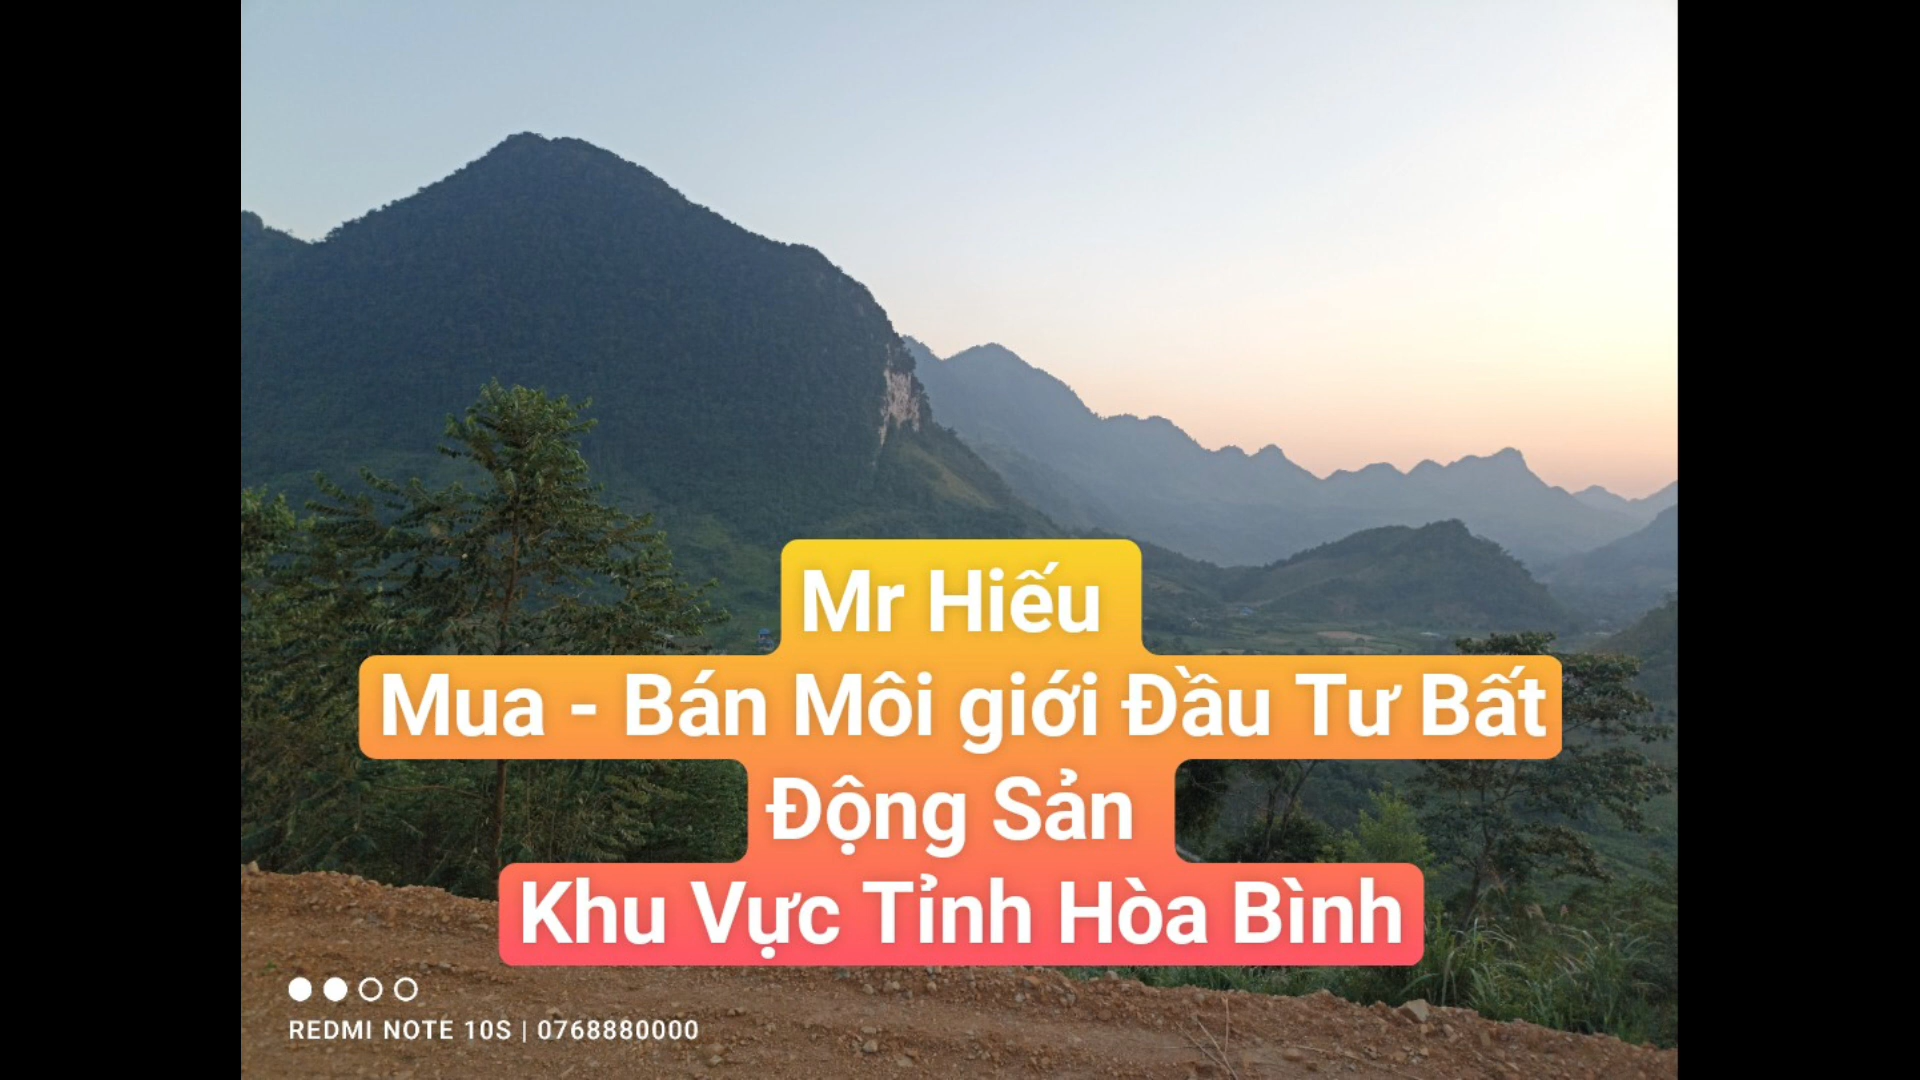 Mr Hiếu
Mua - Bán Môi giới Đầu Tư Bất
Động Sản
Khu Vực Tỉnh Hòa Bình
REDMI NOTE 10S | 0768880000